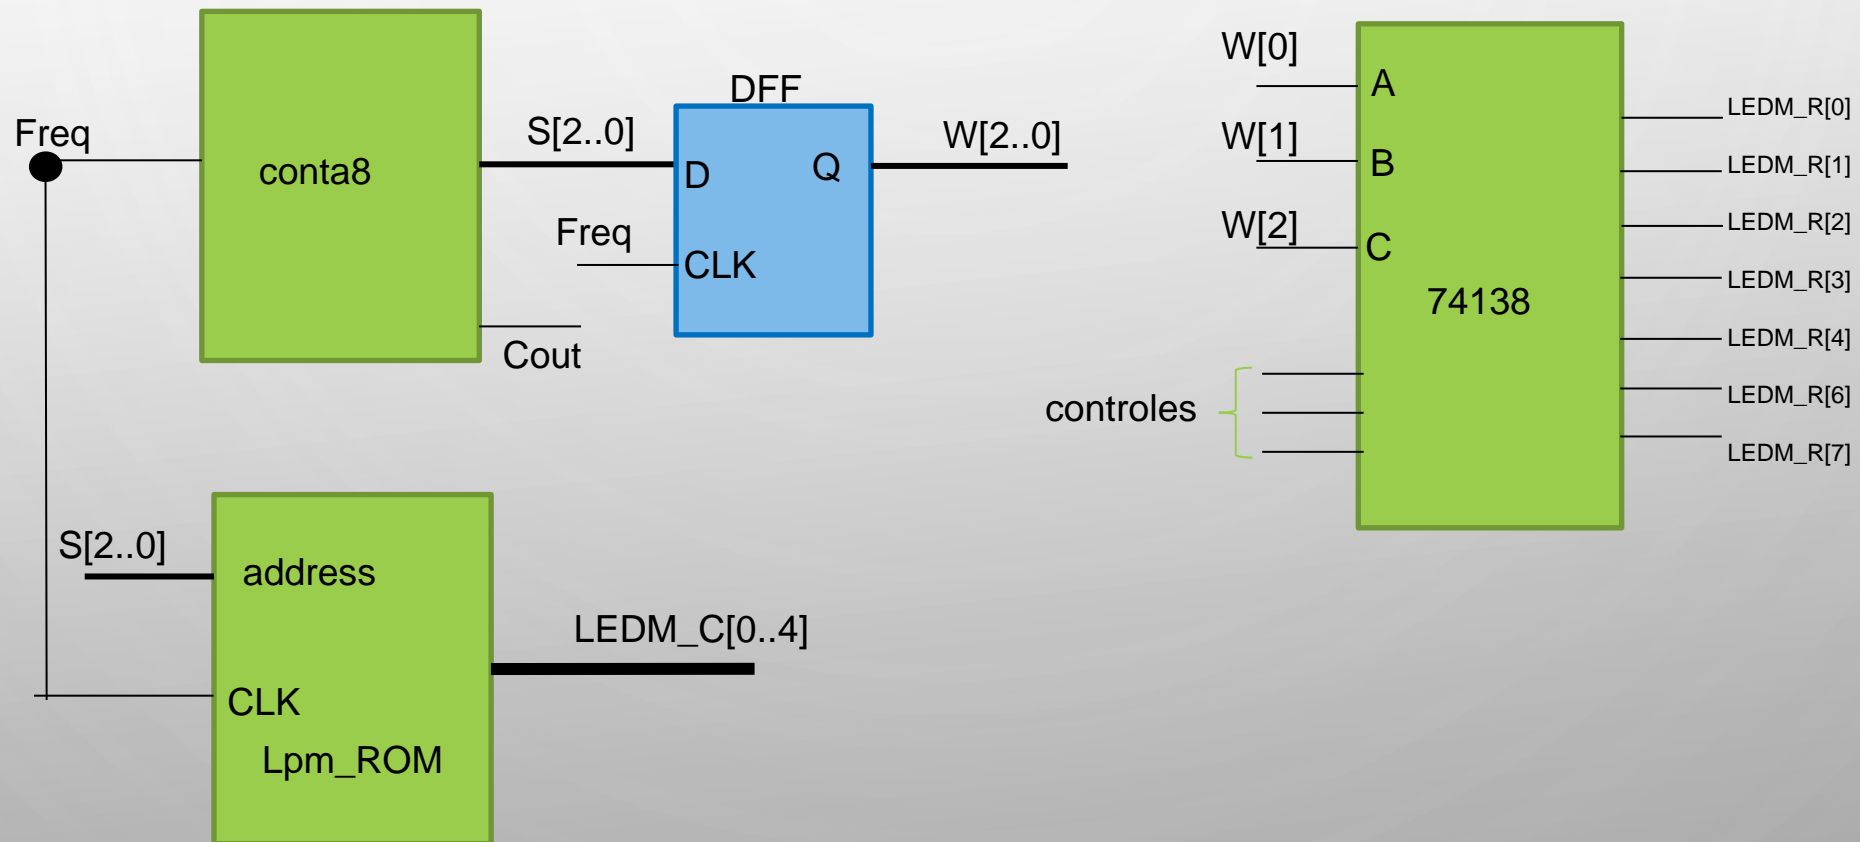 Freq
conta8
S[2..0]
Cout
DFF
D
Q
Freq
CLK
W[2..0]
W[0]
W[1]
W[2]
A
B
C
74138
controles
LEDM_R[0]
LEDM_R[1]
LEDM_R[2]
LEDM_R[3]
LEDM_R[4]
LEDM_R[6]
LEDM_R[7]
S[2..0]
address
CLK
Lpm_ROM
LEDM_C[0..4]